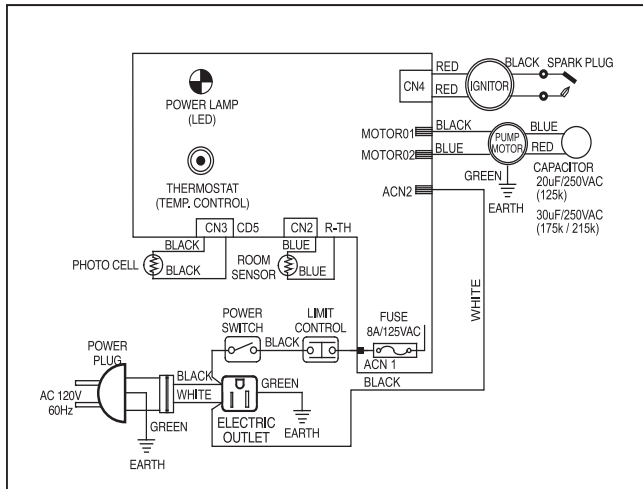 POWER LAMP
(LED)
THERMOSTAT
(TEMP. CONTROL)
CN4
RED
RED
IGNITOR
BLACK
SPARK PLUG
MOTOR01
BLACK
MOTOR02
BLUE
PUMP
MOTOR
BLUE
RED
GREEN
EARTH
CAPACITOR
20uF/250VAC
(125k)
30uF/250VAC
(175k / 215k)
ACN2
WHITE
CN3
CD5
CN2
R-TH
BLACK
BLACK
PHOTO CELL
BLUE
BLUE
ROOM
SENSOR
POWER
SWITCH
BLACK
LIMIT
CONTROL
FUSE
8A/125VAC
ACN 1
BLACK
POWER
PLUG
AC 120V
60Hz
BLACK
WHITE
GREEN
EARTH
GREEN
EARTH
ELECTRIC
OUTLET